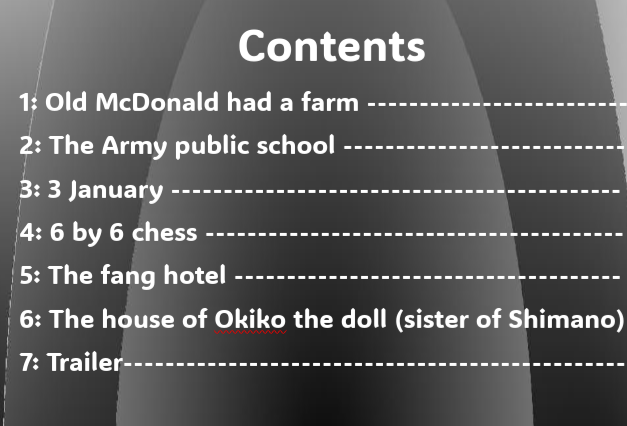 Contents
1: Old McDonald had a farm -----------------------------
2: The Army public school --------------------------------
3: 3 January ---------------------------------------------------
4: 6 by 6 chess ------------------------------------------------
5: The fang hotel --------------------------------------------
6: The house of Okiko the doll (sister of Shimano)
7: Trailer----------------------------------------------------------